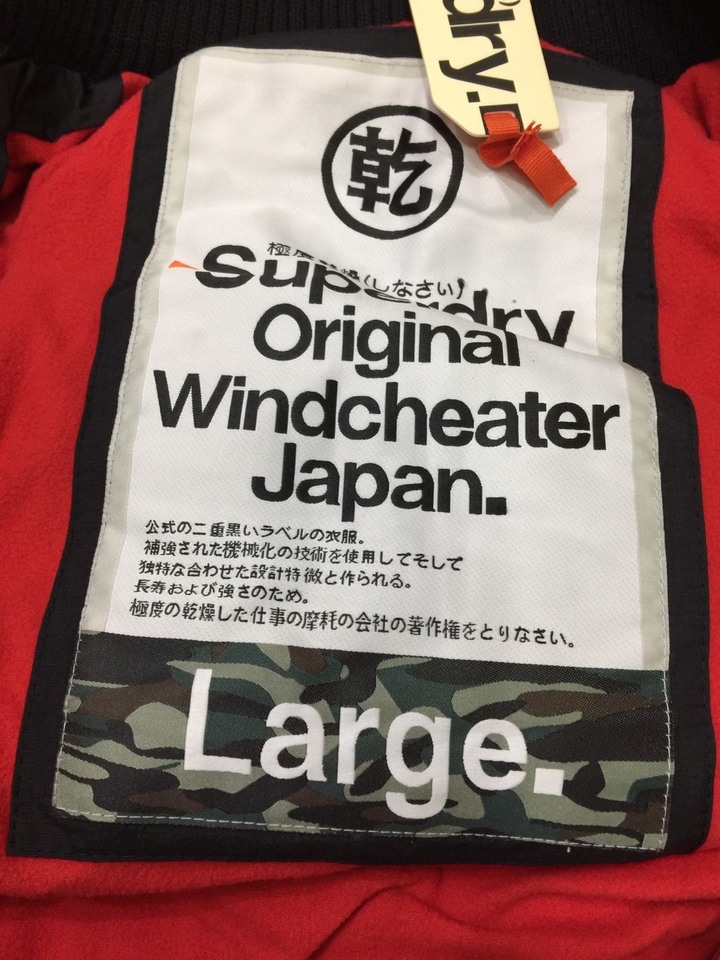 dry.
乾
極度乾燥(しなさい)
Superdry
Original
Windcheater
Japan.
公式の二重黒いラベルの衣服。
補強された機械化の技術を使用してそして
独特な合わせた設計特徴と作られる。
長寿および強さのため。
極度の乾燥した仕事の摩耗の会社の著作権をとりなさい。
Large.